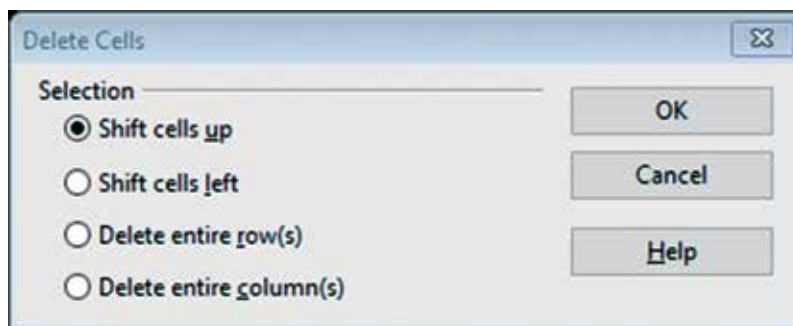 Delete Cells
Selection
Shift cells up
Shift cells left
Delete entire row(s)
Delete entire column(s)
OK
Cancel
Help